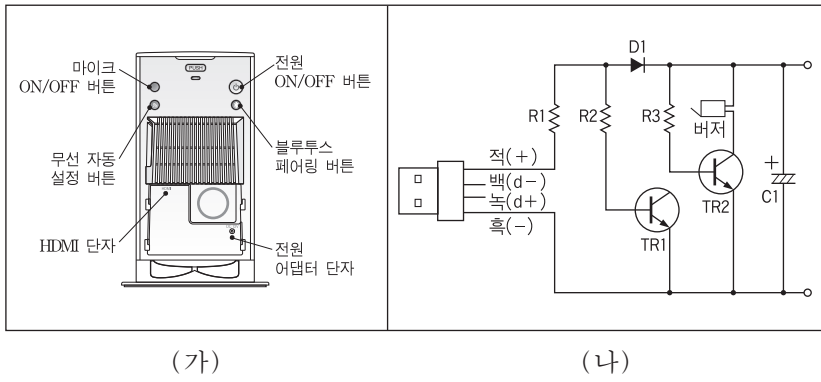 PUSH
마이크
ON/OFF 버튼
전원
ON/OFF 버튼
무선 자동
설정 버튼
블루투스
페어링 버튼
HDMI 단자
전원
어댑터 단자
D1
R1
R2
R3
버저
적(+)
백(d-)
녹(d+)
흑(-)
TR1
TR2
+
C1
(가)
(나)